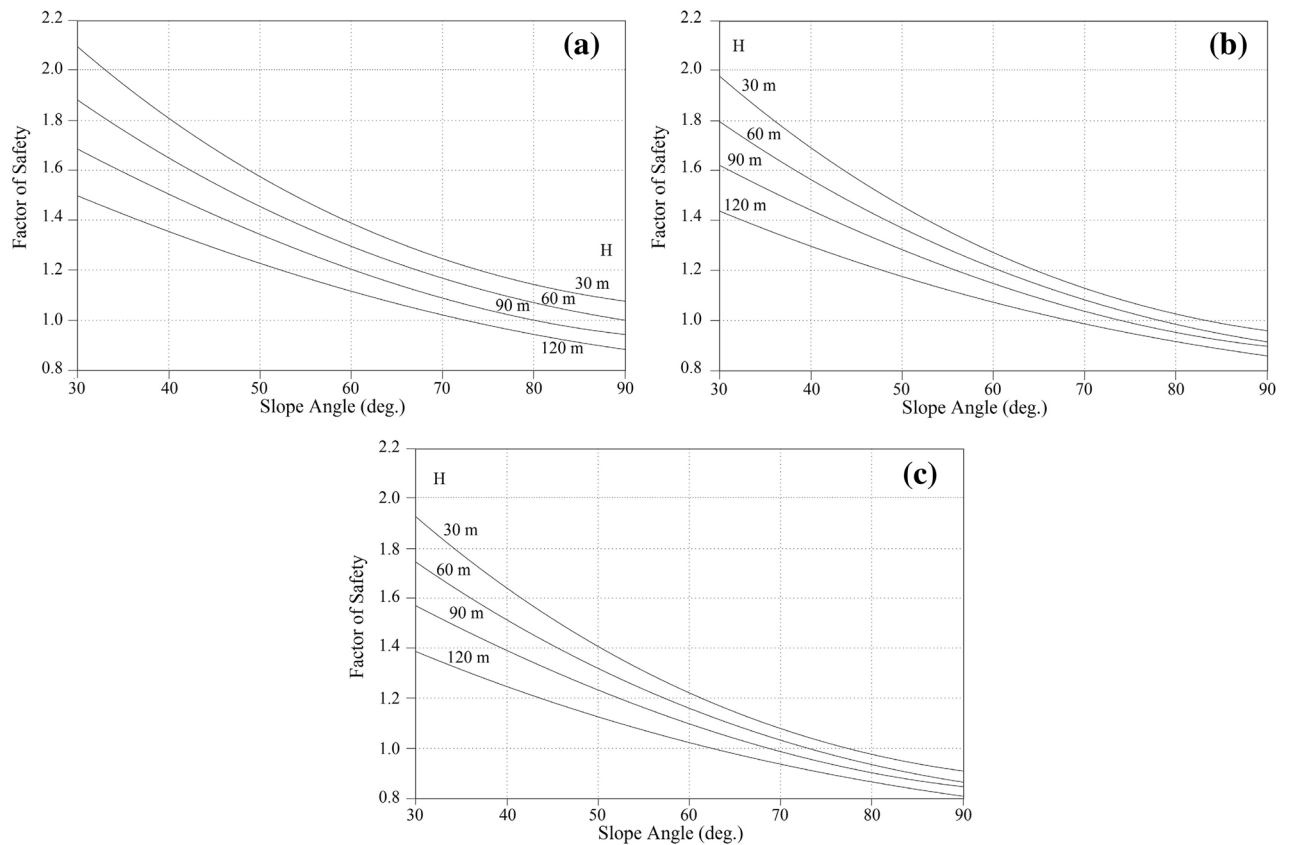 (a)
2.2
2.0
1.8
1.6
1.4
1.2
1.0
0.8
Factor of Safety
H
30 m
60 m
90 m
120 m
30 40 50 60 70 80 90
Slope Angle (deg.)
(b)
2.2
2.0
1.8
1.6
1.4
1.2
1.0
0.8
Factor of Safety
H
30 m
60 m
90 m
120 m
30 40 50 60 70 80 90
Slope Angle (deg.)
(c)
2.2
2.0
1.8
1.6
1.4
1.2
1.0
0.8
Factor of Safety
H
30 m
60 m
90 m
120 m
30 40 50 60 70 80 90
Slope Angle (deg.)